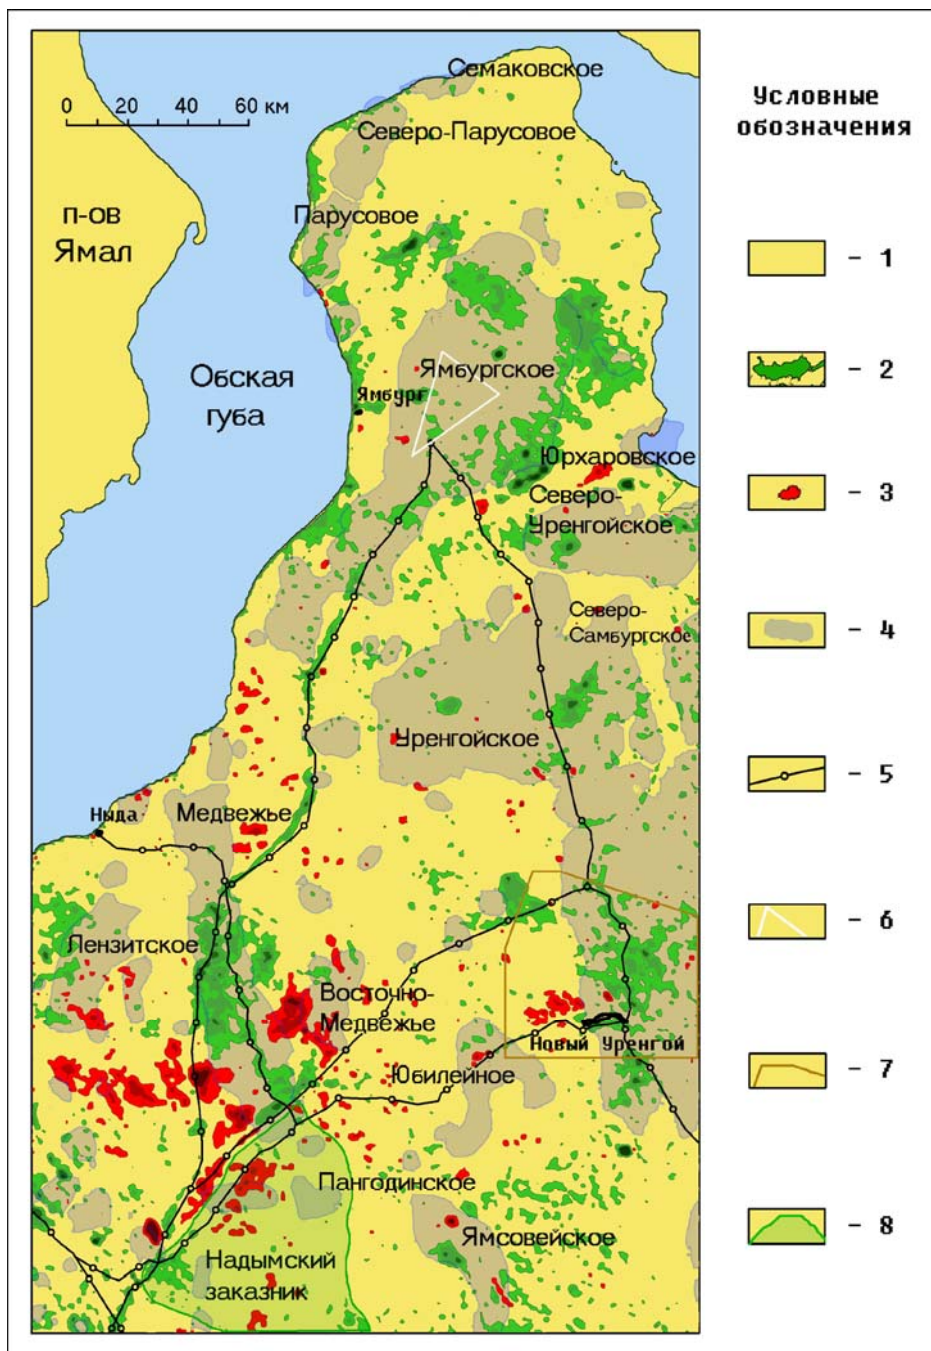 Семаковское
0 20 40 60 км
Северо-Парусовое
п-ов
Ямал
Парусовое
Обская
губа
Ямбургское
Ямбург
Юрхаровское
Северо-
Уренгойское
Северо-
Самбургское
Уренгойское
Медвежье
Ныда
Лензитское
Восточно-
Медвежье
Новый Уренгой
Юбилейное
Пангодинское
Ямсовейское
Надымский
заказник
Условные
обозначения
- 1
- 2
- 3
- 4
- 5
- 6
- 7
- 8